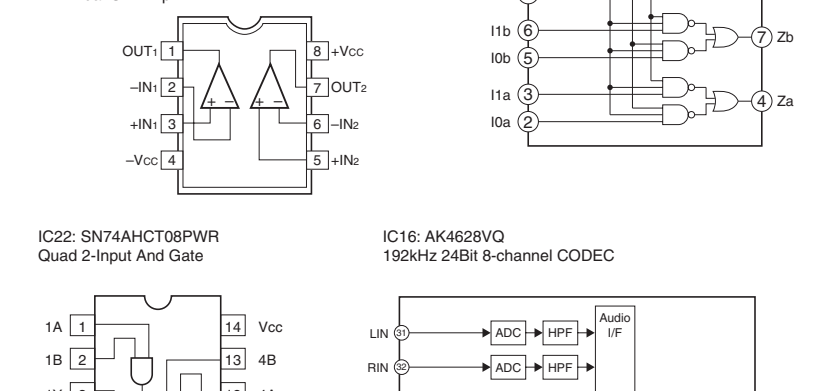 OUT1 1
–IN1 2
+IN1 3
–VCC 4
8 +VCC
7 OUT2
6 –IN2
5 +IN2
+ –
+ –
I1b 6
I0b 5
I1a 3
I0a 2
7 Zb
4 Za
IC22: SN74AHCT08PWR
Quad 2-Input And Gate
1A 1
1B 2
14 Vcc
13 4B
IC16: AK4628VQ
192kHz 24Bit 8-channel CODEC
LIN 31
RIN 32
ADC HPF
ADC HPF
Audio
I/F